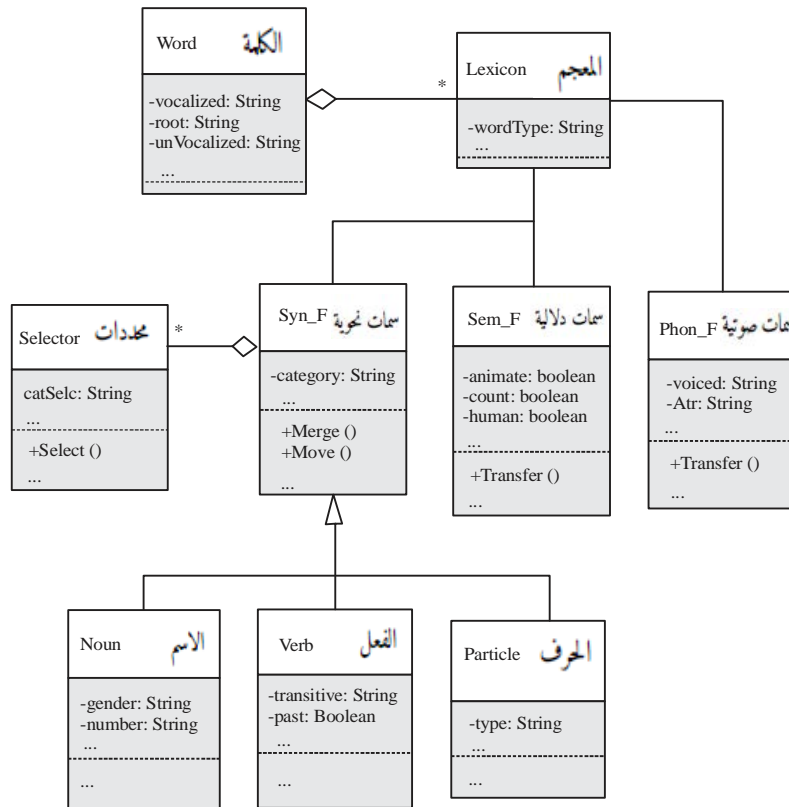 Word الكلمة
-vocalized: String
-root: String
-unVocalized: String
...
*
Lexicon المعجم
-wordType: String
...
Selector محددات
catSelc: String
...
+Select ()
...
*
Syn_F سمات نحوية
-category: String
...
+Merge ()
+Move ()
...
Sem_F سمات دلالية
-animate: boolean
-count: boolean
-human: boolean
...
+Transfer ()
...
Phon_F سمات صوتية
-voiced: String
-Atr: String
...
+Transfer ()
...
Noun الاسم
-gender: String
-number: String
...
...
Verb الفعل
-transitive: String
-past: Boolean
...
...
Particle الحرف
-type: String
...
...